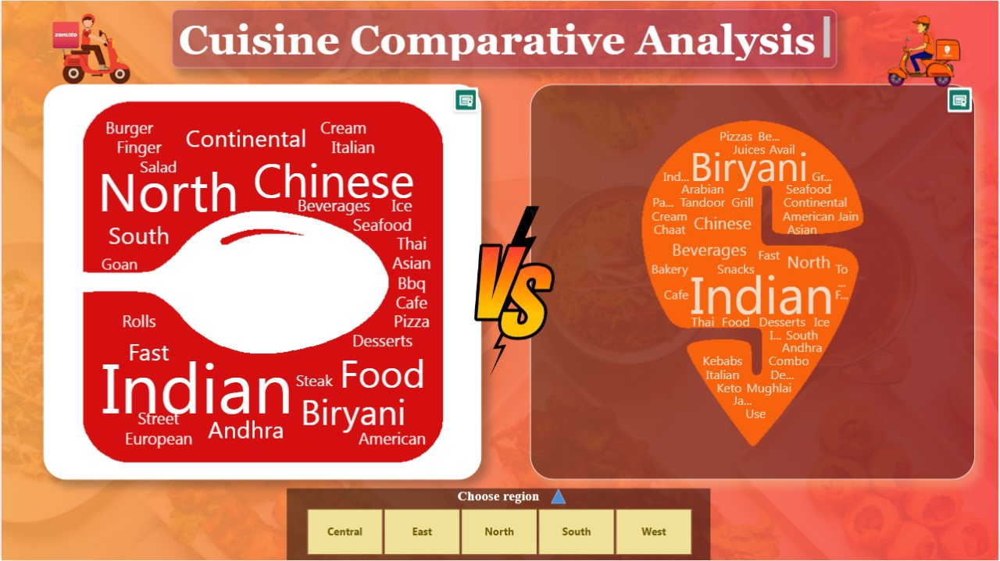 zomato
Cuisine Comparative Analysis
Burger
Continental
Cream
Finger
Italian
Salad
North
Chinese
Beverages
Ice
South
Seafood
Thai
Goan
Asian
Bbq
Cafe
Rolls
Pizza
Fast
Desserts
Indian
Steak
Food
Street
Biryani
European
Andhra
American
VS
Pizzas Be...
Juices Avail
Ind...
Biryani
Gr...
Arabian
Seafood
Pa... Tandoor Grill
Continental
Cream
Chinese
American Jain
Chaat
Asian
Beverages
Fast
North
To
Bakery
Snacks
...
Cafe
Indian
F...
Thai Food Desserts Ice
I... South
Andhra
Kebabs
Combo
Italian
De...
Keto Mughlai
Ja...
Use
Choose region
Central
East
North
South
West